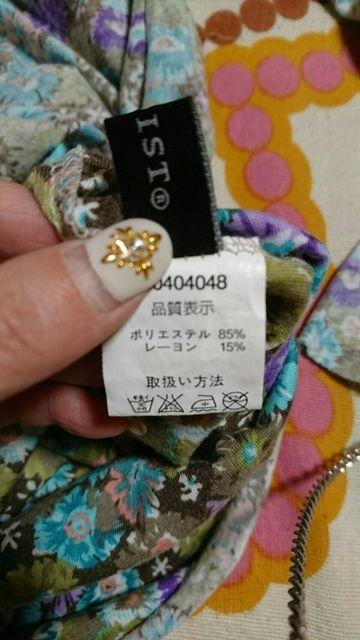 IST®
0404048
品質表示
ポリエステル 85%
レーヨン 15%
取扱い方法